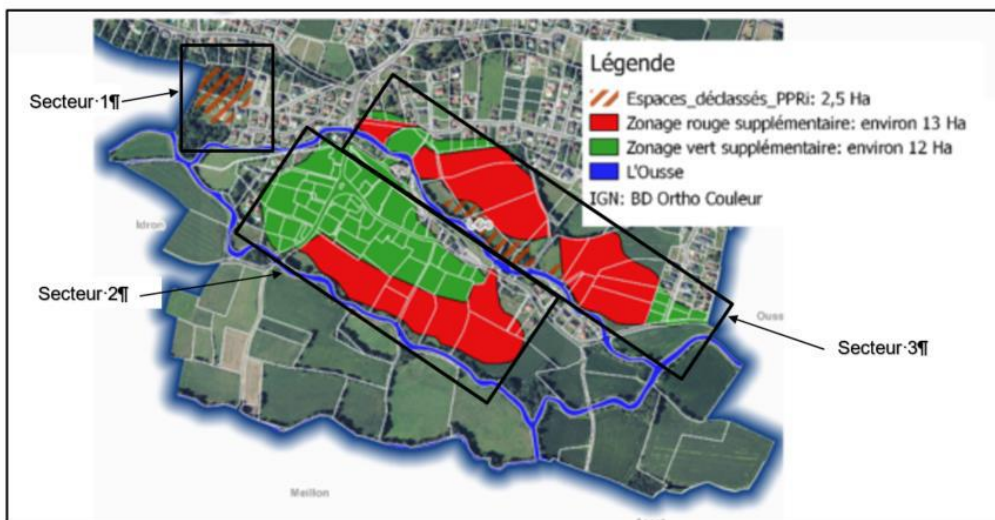 Secteur·1¶
Légende
Espaces_déclassés_PPRi: 2,5 Ha
Zonage rouge supplémentaire: environ 13 Ha
Zonage vert supplémentaire: environ 12 Ha
L'Ousse
IGN: BD Ortho Couleur
Idron
Lee
Secteur·2¶
Ouss
Secteur·3¶
Meillon